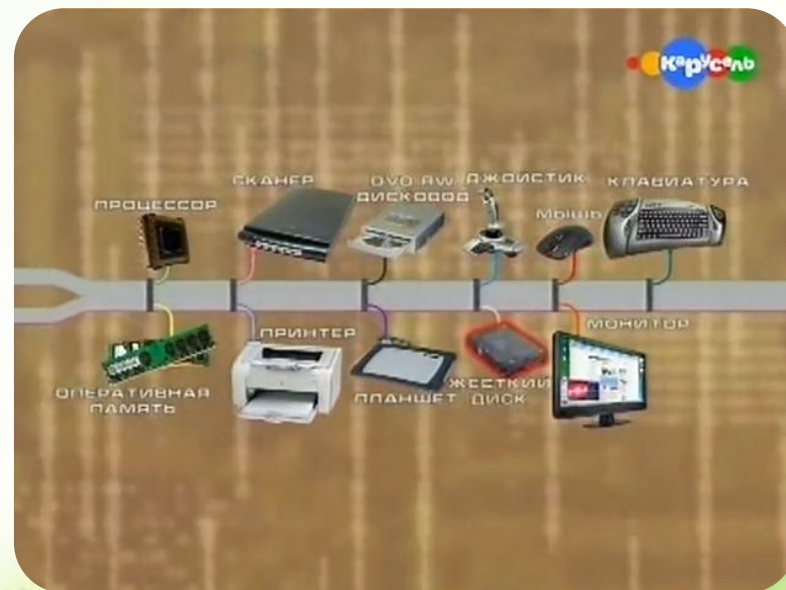 Карусель
ПРОЦЕССОР
СКАНЕР
DVD RW
ДИСКОВОД
ДЖОЙСТИК
МЫШЬ
КЛАВИАТУРА
ОПЕРАТИВНАЯ
ПАМЯТЬ
ПРИНТЕР
ПЛАНШЕТ
ЖЕСТКИЙ
ДИСК
МОНИТОР